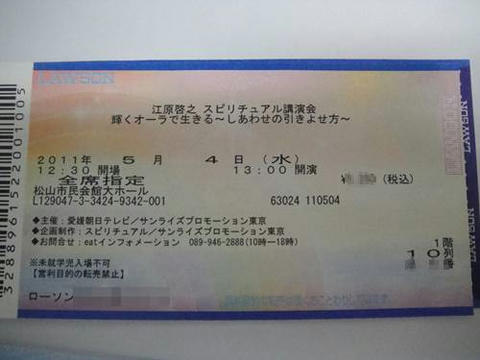 LAWSON
江原啓之 スピリチュアル講演会
輝くオーラで生きる~しあわせの引きよせ方~
2011年 5月 4日(水)
12:30開場 13:00開演
全席指定 (税込)
松山市民会館大ホール
L129047-3-3424-9342-001 63024 110504
◆主催:愛媛朝日テレビ/サンライズプロモーション東京
◆企画制作:スピリチュアル/サンライズプロモーション東京
◆お問合せ:eatインフォメーション 089-946-2888(10時ー18時)
※未就学児入場不可
【営利目的の転売禁止】
1階
10列
ローソン
3288961522001005
LAWSON